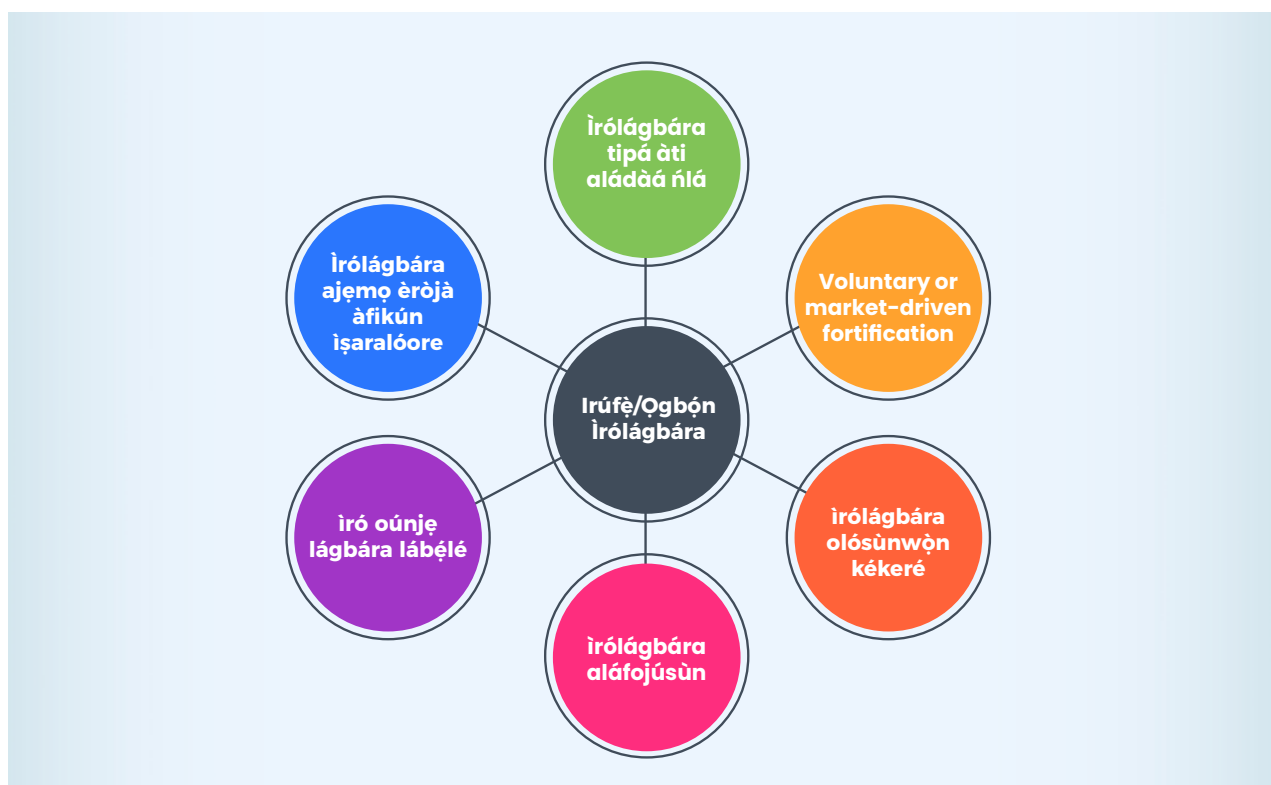 Ìrólágbára
tipá àti
aládàá ńlá
Ìrólágbára
ajẹmọ èròjà
àfikún
ìṣaralóore
Voluntary or
market-driven
fortification
Irúfẹ̀/Ọgbọ́n
Ìrólágbára
ìró oúnjẹ
lágbára lábẹ́lé
ìrólágbára
olósùnwọ̀n
kékeré
ìrólágbára
aláfojúsùn